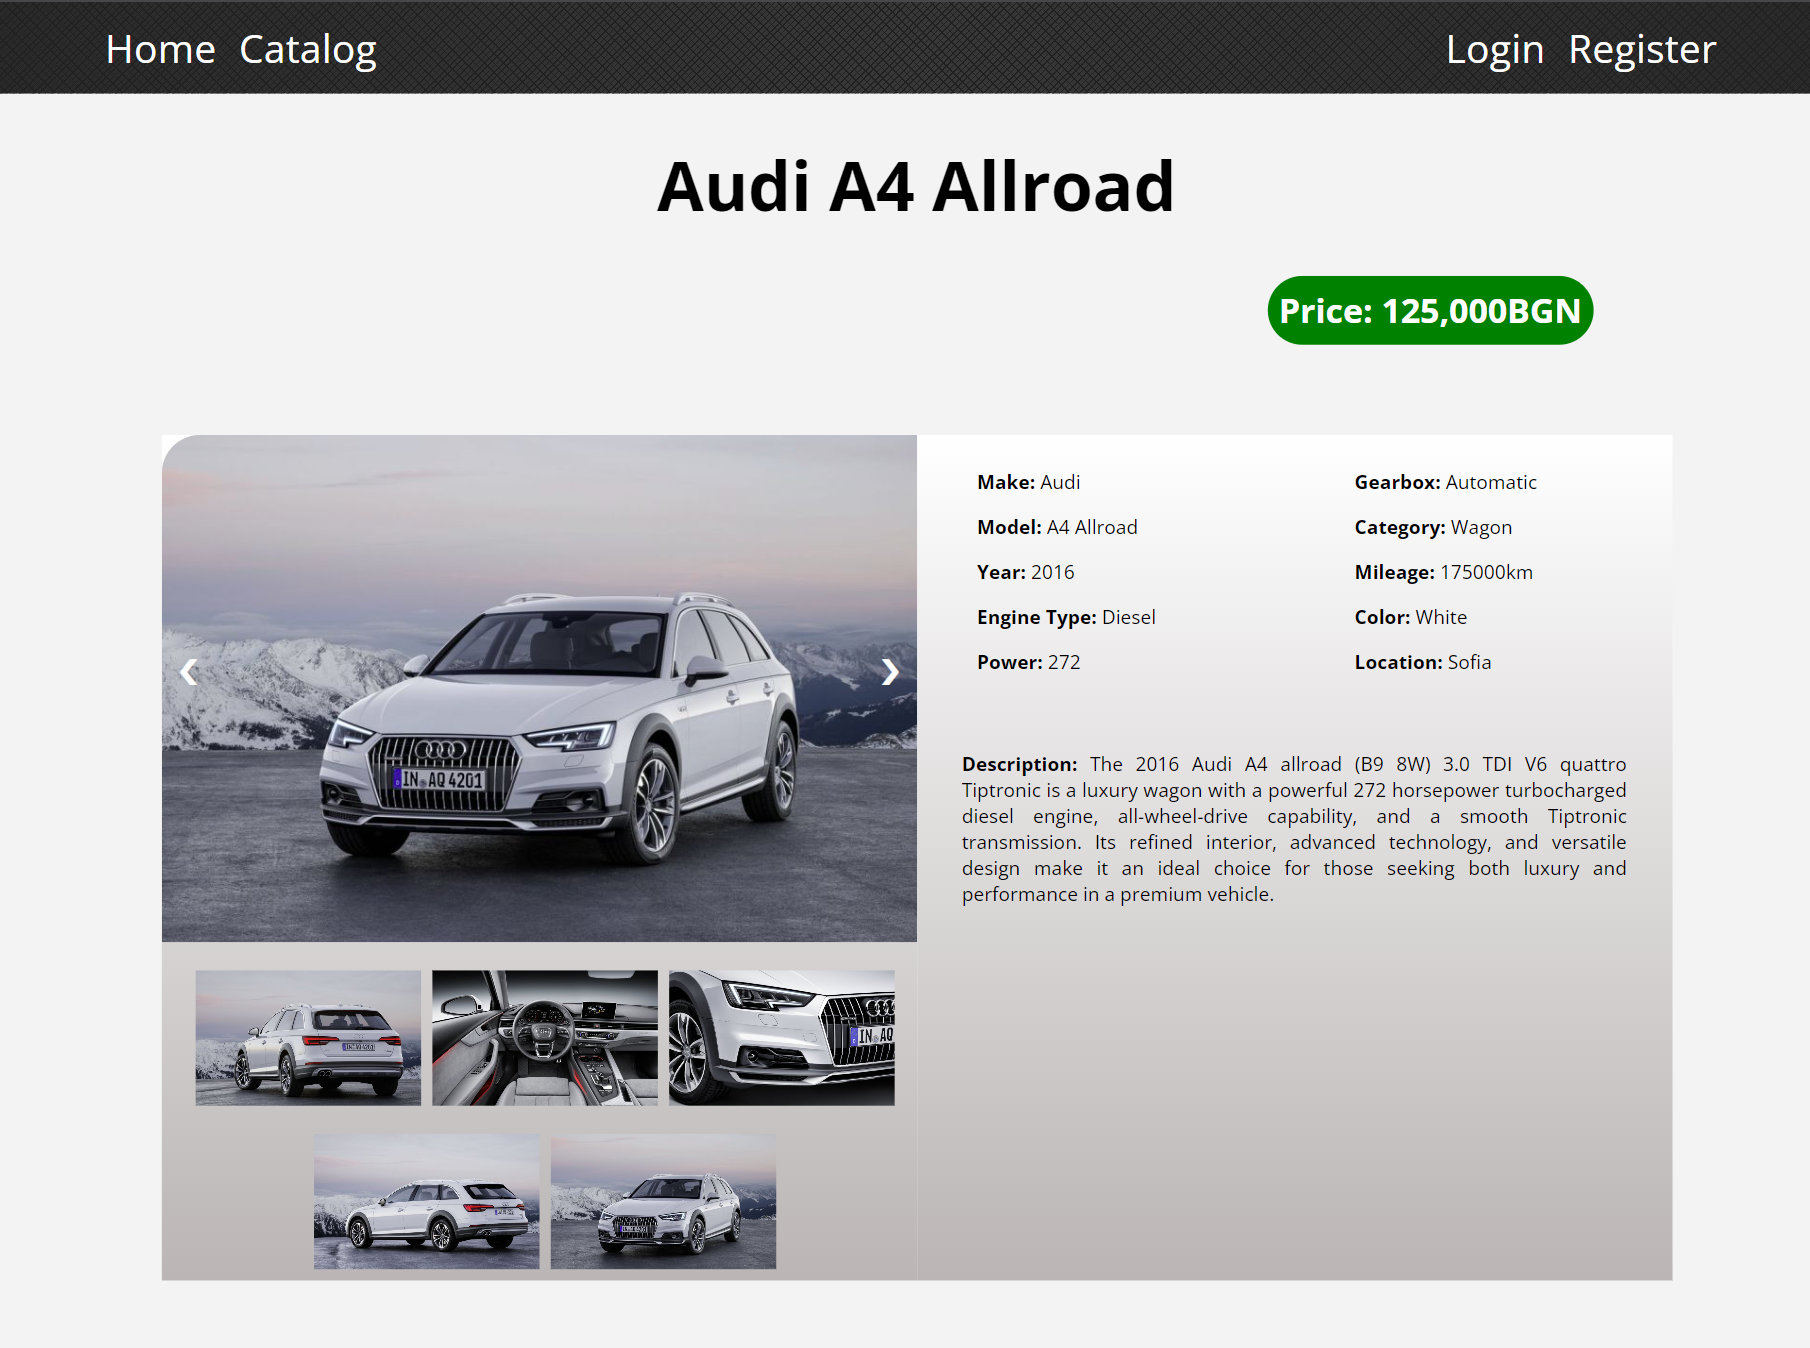 Home Catalog Login Register
Audi A4 Allroad
Price: 125,000BGN
Make: Audi
Model: A4 Allroad
Year: 2016
Engine Type: Diesel
Power: 272
Gearbox: Automatic
Category: Wagon
Mileage: 175000km
Color: White
Location: Sofia
IN AQ 4201
Description: The 2016 Audi A4 allroad (B9 8W) 3.0 TDI V6 quattro
Tiptronic is a luxury wagon with a powerful 272 horsepower turbocharged
diesel engine, all-wheel-drive capability, and a smooth Tiptronic
transmission. Its refined interior, advanced technology, and versatile
design make it an ideal choice for those seeking both luxury and
performance in a premium vehicle.
IN AQ